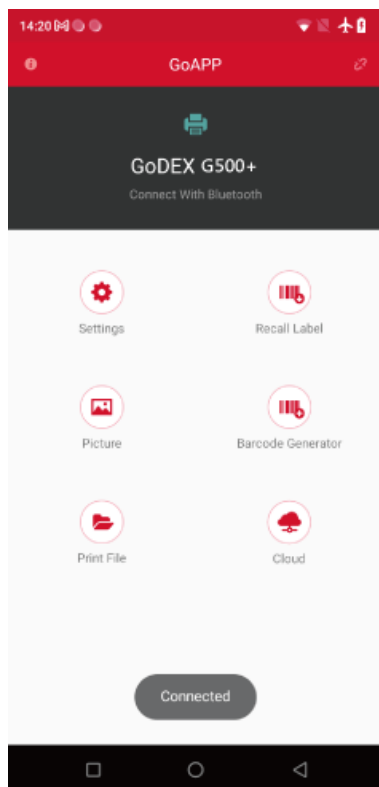 14:20
GoAPP
GoDEX G500+
Connect With Bluetooth
Settings
Recall Label
Picture
Barcode Generator
Print File
Cloud
Connected